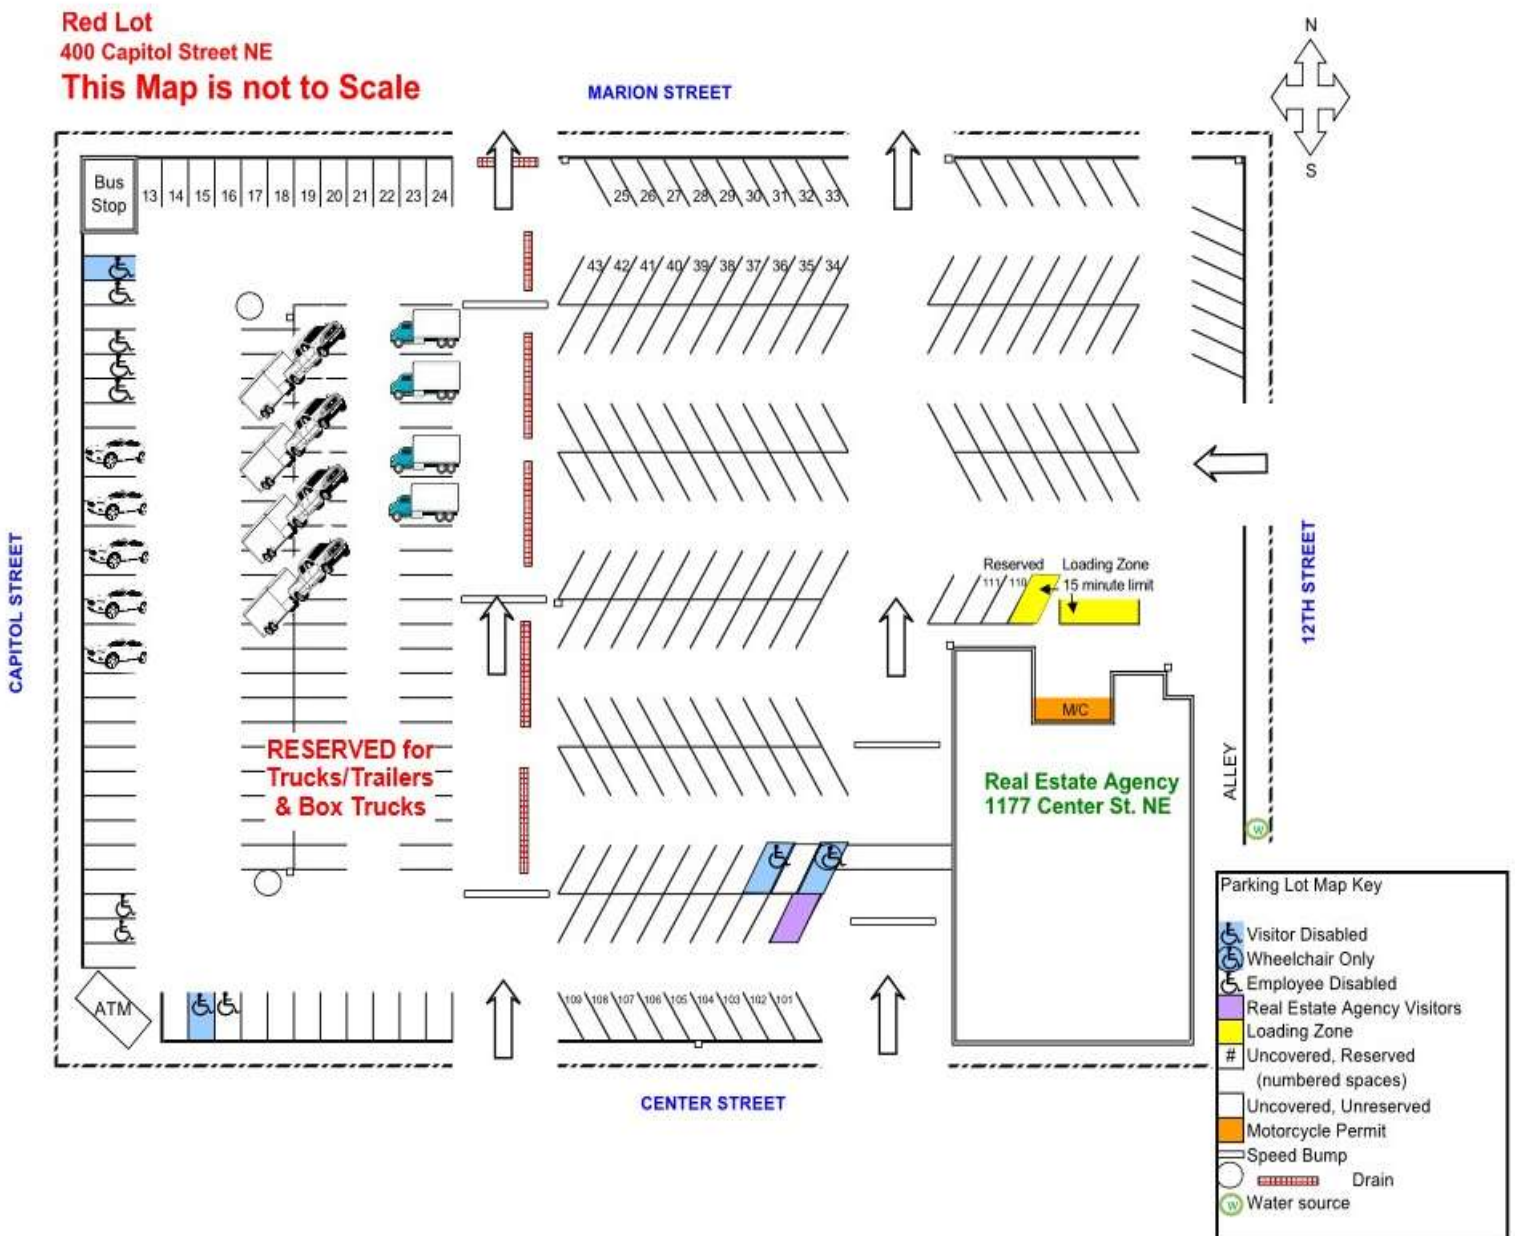 Red Lot
400 Capitol Street NE
This Map is not to Scale
MARION STREET
N
S
Bus
Stop
13 14 15 16 17 18 19 20 21 22 23 24
25 26 27 28 29 30 31 32 33
43 42 41 40 39 38 37 36 35 34
CAPITOL STREET
12TH STREET
Reserved
Loading Zone
111 110
15 minute limit
M/C
RESERVED for
Trucks/Trailers
& Box Trucks
Real Estate Agency
1177 Center St. NE
ALLEY
W
ATM
109 108 107 106 105 104 103 102 101
CENTER STREET
Parking Lot Map Key
Visitor Disabled
Wheelchair Only
Employee Disabled
Real Estate Agency Visitors
Loading Zone
# Uncovered, Reserved
(numbered spaces)
Uncovered, Unreserved
Motorcycle Permit
Speed Bump
Drain
W Water source